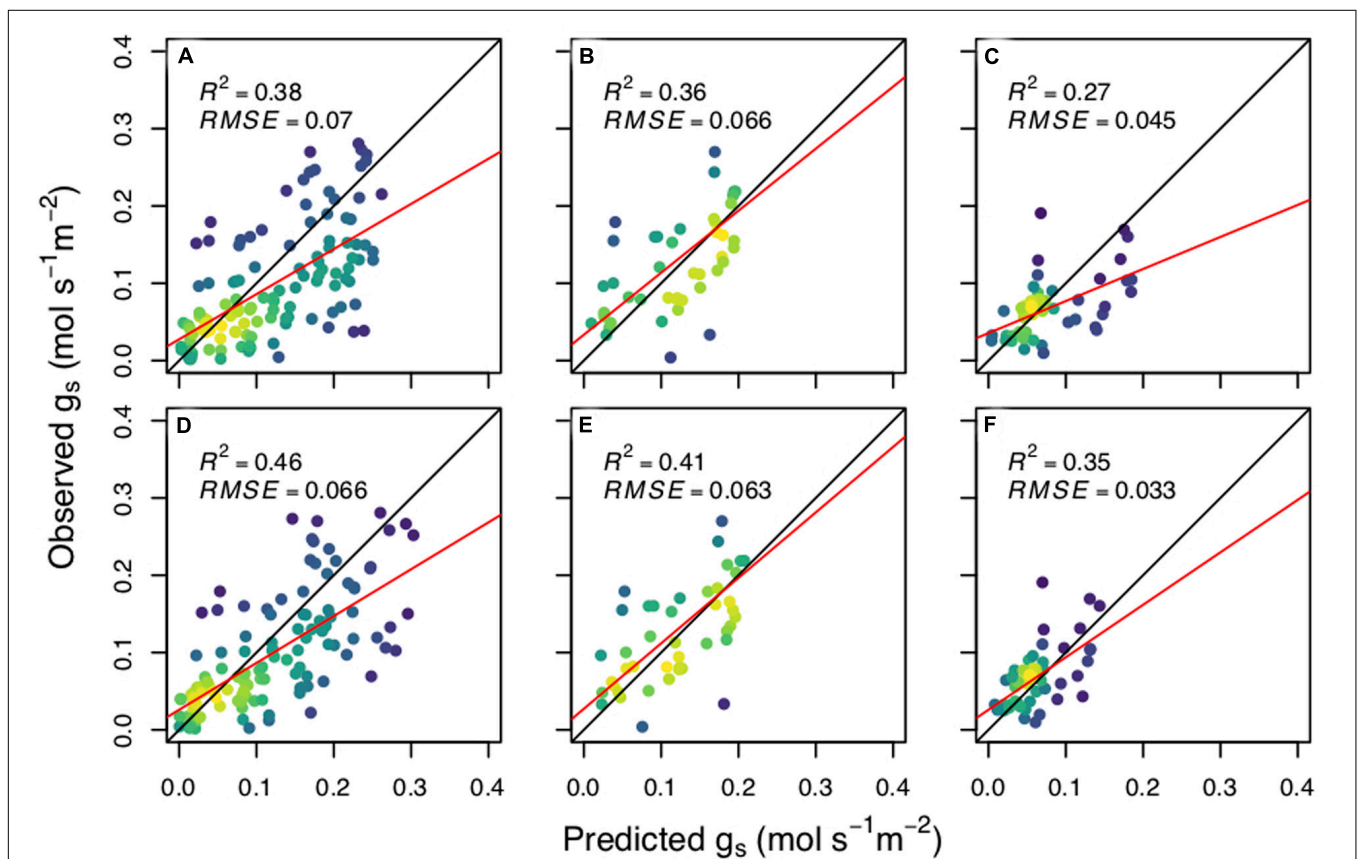 A
R² = 0.38
RMSE = 0.07
B
R² = 0.36
RMSE = 0.066
C
R² = 0.27
RMSE = 0.045
0.4
0.3
0.2
0.1
0.0
D
R² = 0.46
RMSE = 0.066
E
R² = 0.41
RMSE = 0.063
F
R² = 0.35
RMSE = 0.033
0.4
0.3
0.2
0.1
0.0
Observed gₛ (mol s⁻¹m⁻²)
0.0 0.1 0.2 0.3 0.4
0.0 0.1 0.2 0.3 0.4
0.0 0.1 0.2 0.3 0.4
Predicted gₛ (mol s⁻¹m⁻²)